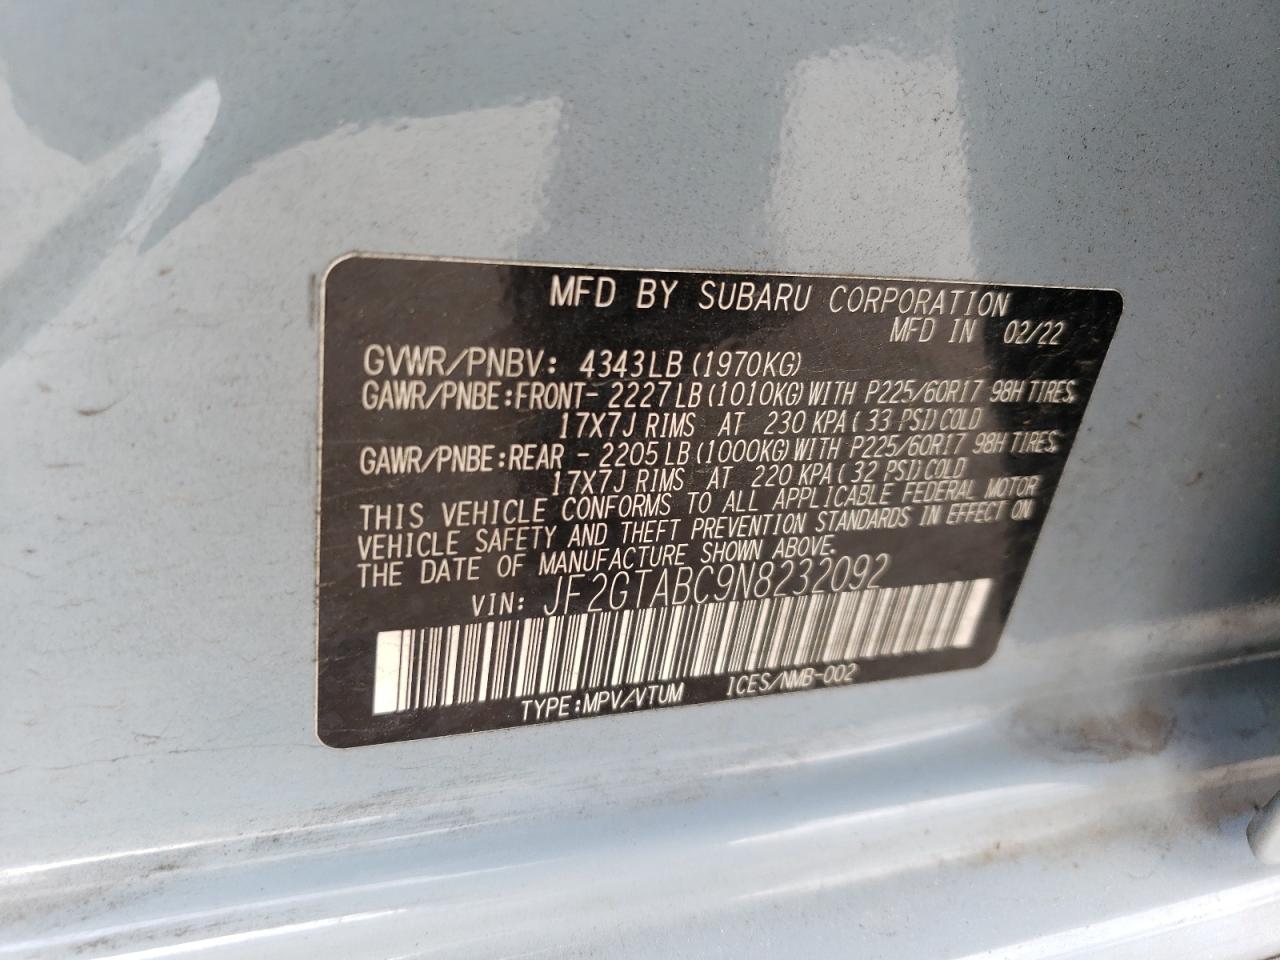 MFD BY SUBARU CORPORATION
MFD IN 02/22
GVWR/PNBV: 4343LB (1970KG)
GAWR/PNBE:FRONT- 2227LB (1010KG) WITH P225/60R17 98H TIRES,
17X7J RIMS AT 230 KPA (33 PSI) COLD
GAWR/PNBE:REAR - 2205LB (1000KG) WITH P225/60R17 98H TIRES,
17X7J RIMS AT 220 KPA (32 PSI) COLD
THIS VEHICLE CONFORMS TO ALL APPLICABLE FEDERAL MOTOR
VEHICLE SAFETY AND THEFT PREVENTION STANDARDS IN EFFECT ON
THE DATE OF MANUFACTURE SHOWN ABOVE.
VIN: JF2GTABC9N8232092
TYPE:MPV/VTUM ICES/NMB-002